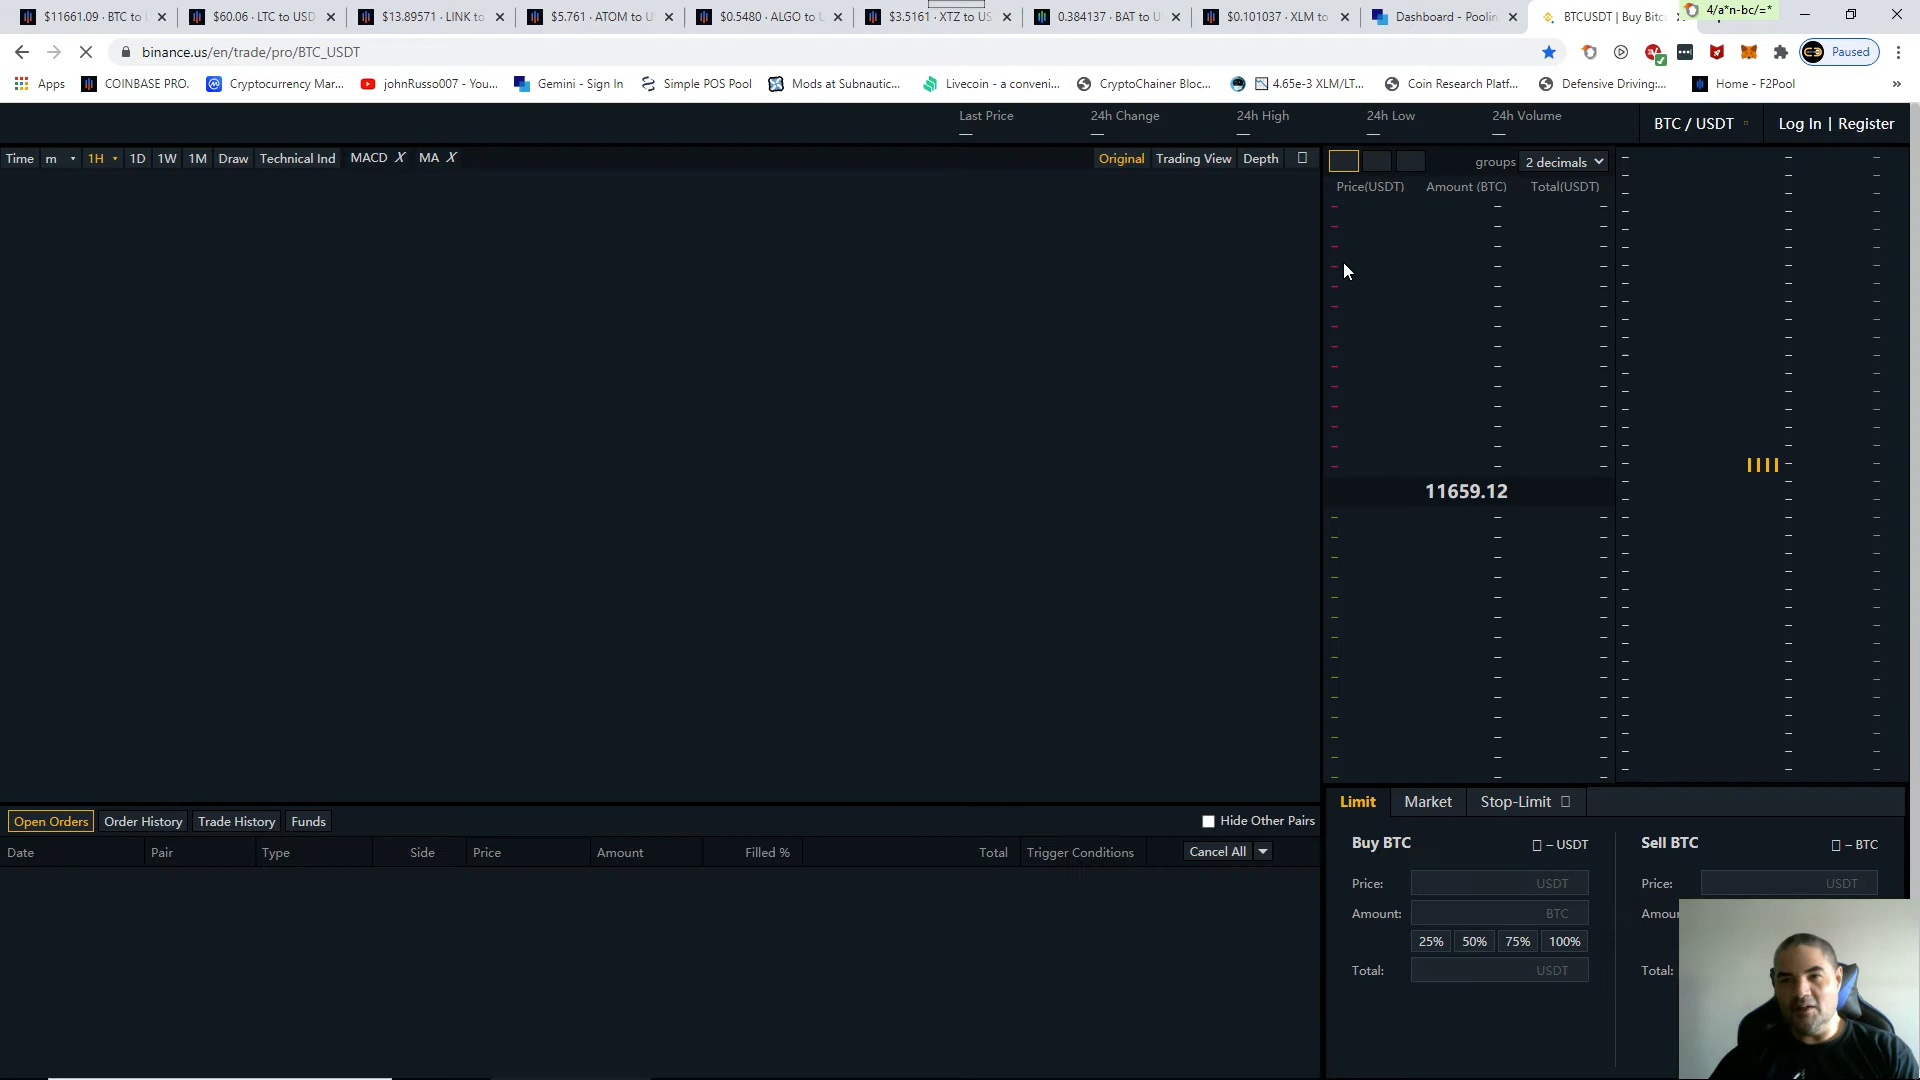 $11661.09 · BTC to
$60.06 · LTC to USD
$13.89571 · LINK to
$5.761 · ATOM to U
$0.5480 · ALGO to U
$3.5161 · XTZ to US
0.384137 · BAT to U
$0.101037 · XLM to
Dashboard - Poolin
BTCUSDT | Buy Bitc
4/a*n-bc/=*
binance.us/en/trade/pro/BTC_USDT
Paused
Apps
COINBASE PRO.
Cryptocurrency Mar...
johnRusso007 - You...
Gemini - Sign In
Simple POS Pool
Mods at Subnautic...
Livecoin - a conveni...
CryptoChainer Bloc...
4.65e-3 XLM/LT...
Coin Research Platf...
Defensive Driving:...
Home - F2Pool
»
Last Price
24h Change
24h High
24h Low
24h Volume
— — — — —
BTC / USDT
Log In | Register
Time m 1H 1D 1W 1M Draw Technical Ind MACD X MA X
Original Trading View Depth
groups 2 decimals
Price(USDT) Amount (BTC) Total(USDT)
11659.12
Open Orders Order History Trade History Funds
Hide Other Pairs
Date Pair Type Side Price Amount Filled % Total Trigger Conditions Cancel All
Limit Market Stop-Limit
Buy BTC – USDT
Price: USDT
Amount: BTC
25% 50% 75% 100%
Total: USDT
Sell BTC – BTC
Price: USDT
Amoun
Total: